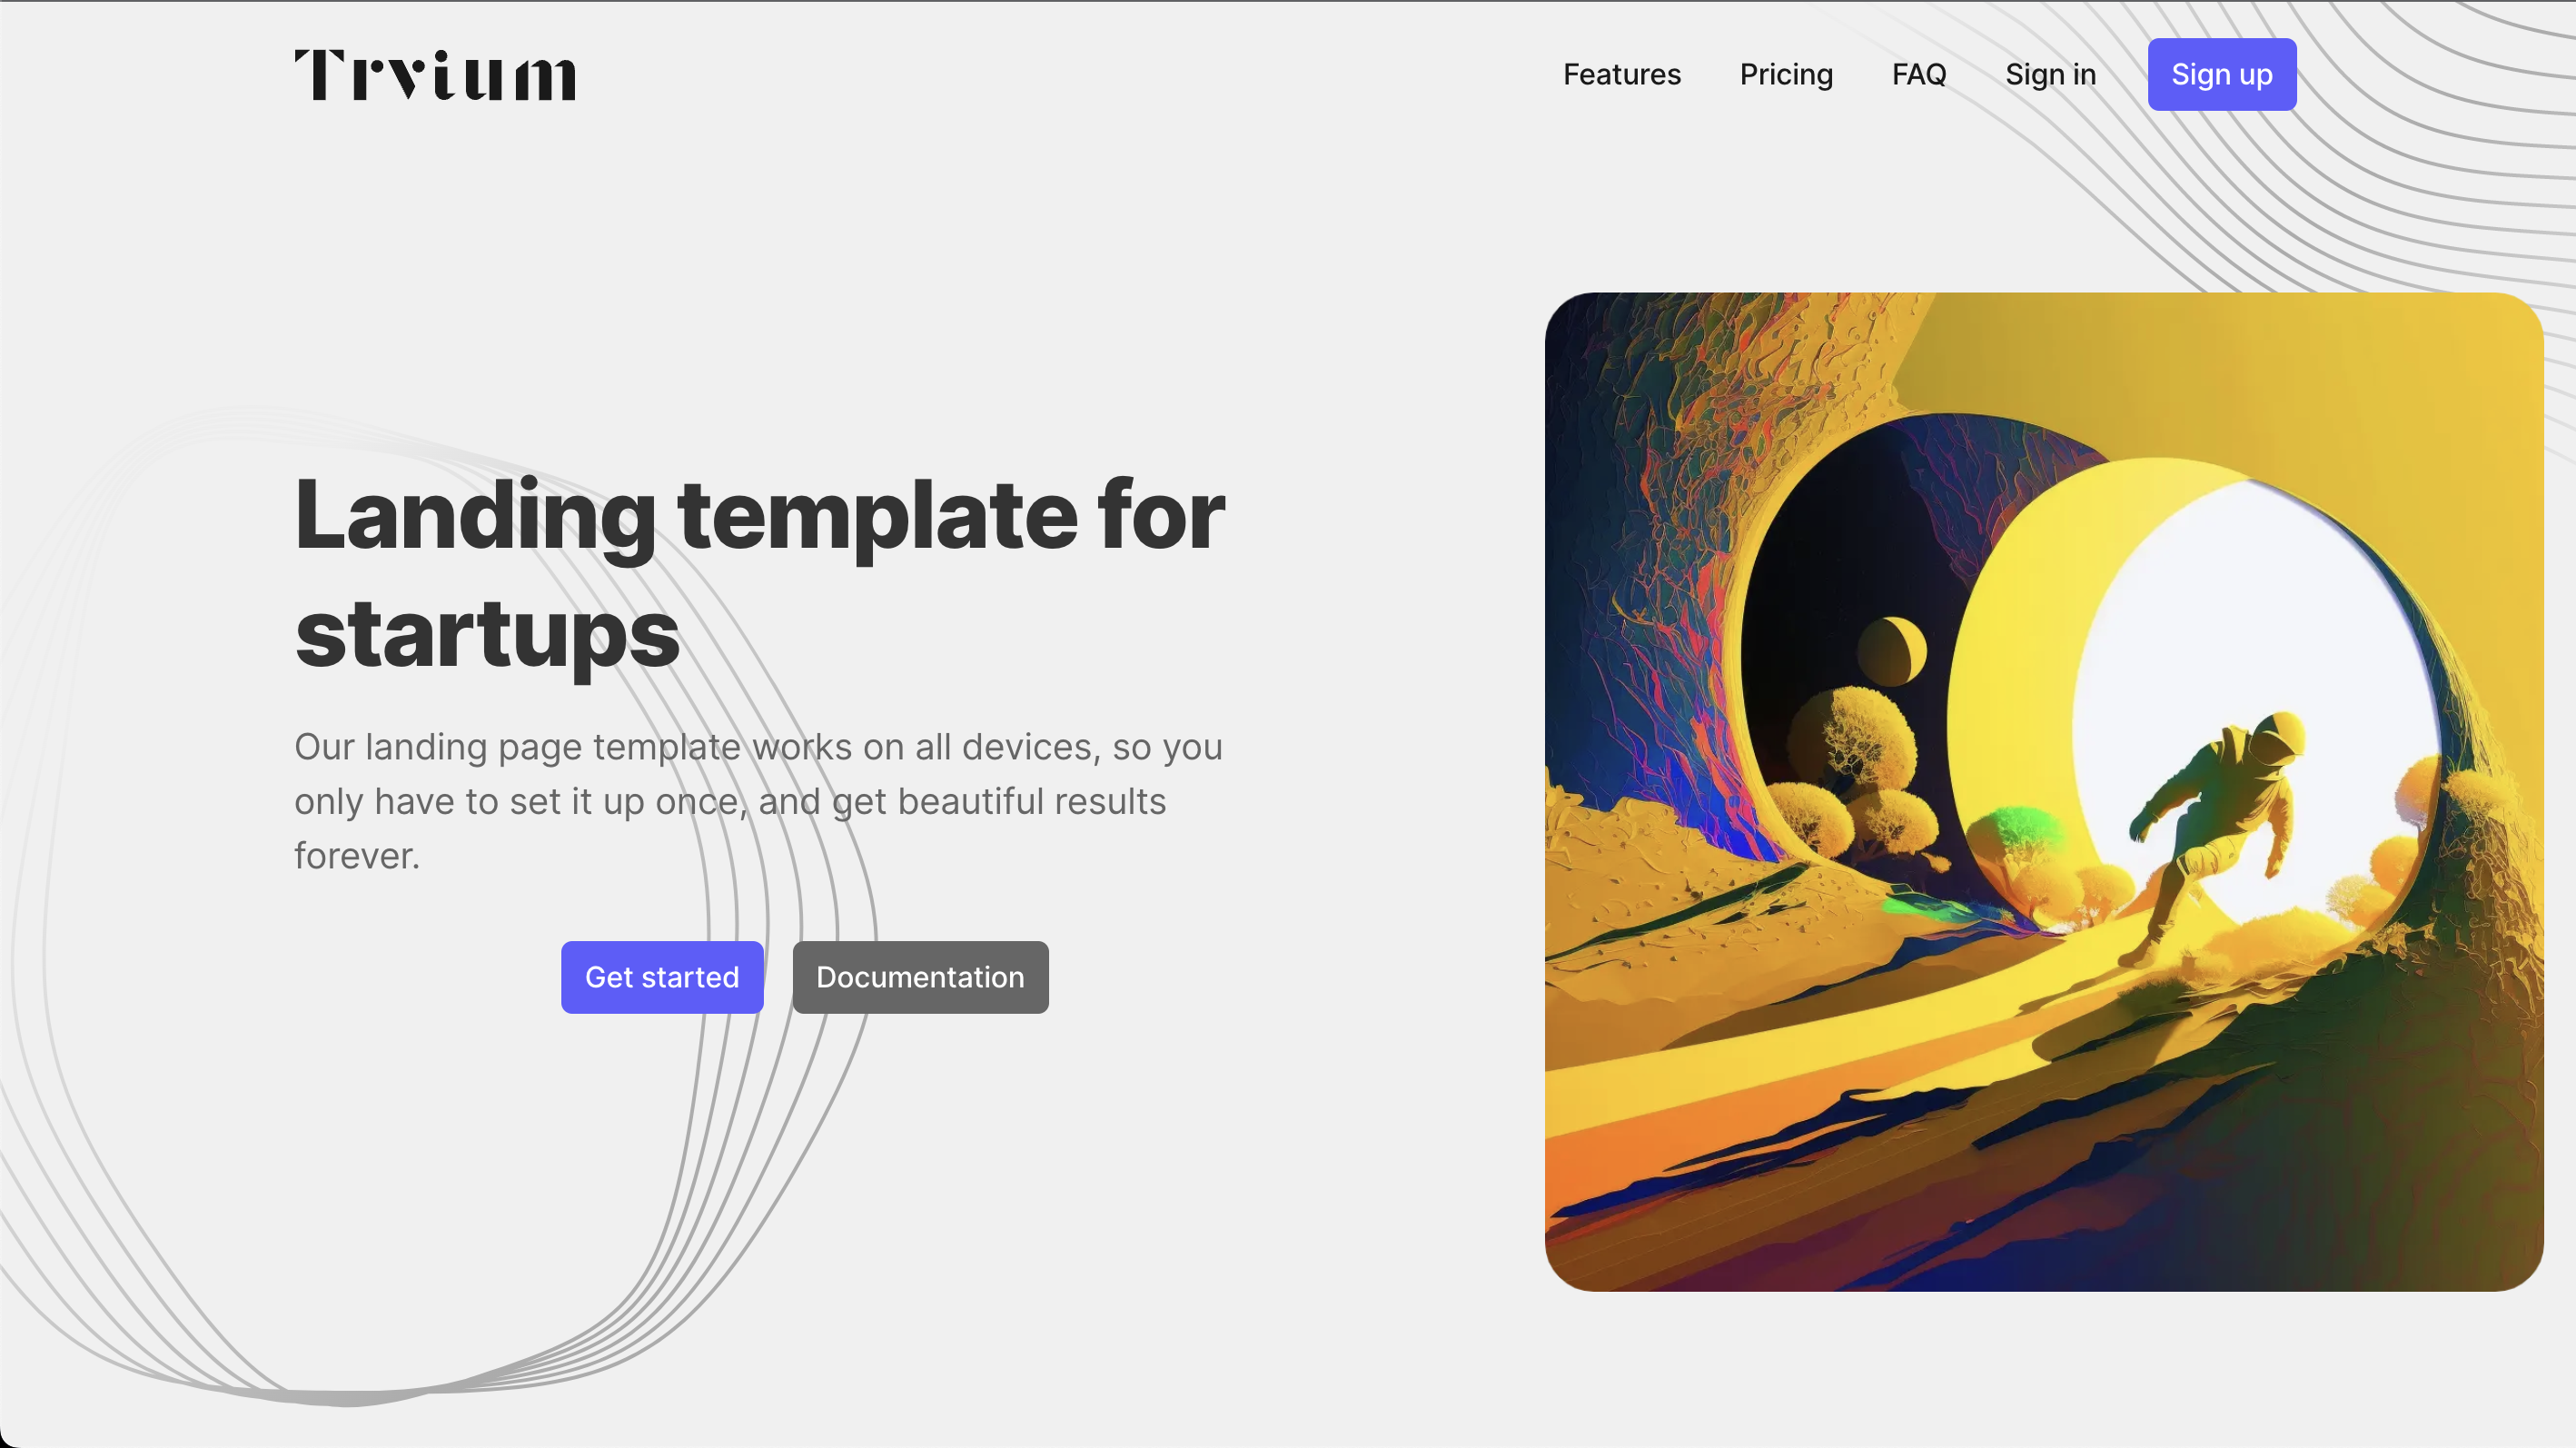 Trvium
Features Pricing FAQ Sign in Sign up
Landing template for
startups
Our landing page template works on all devices, so you
only have to set it up once, and get beautiful results
forever.
Get started Documentation